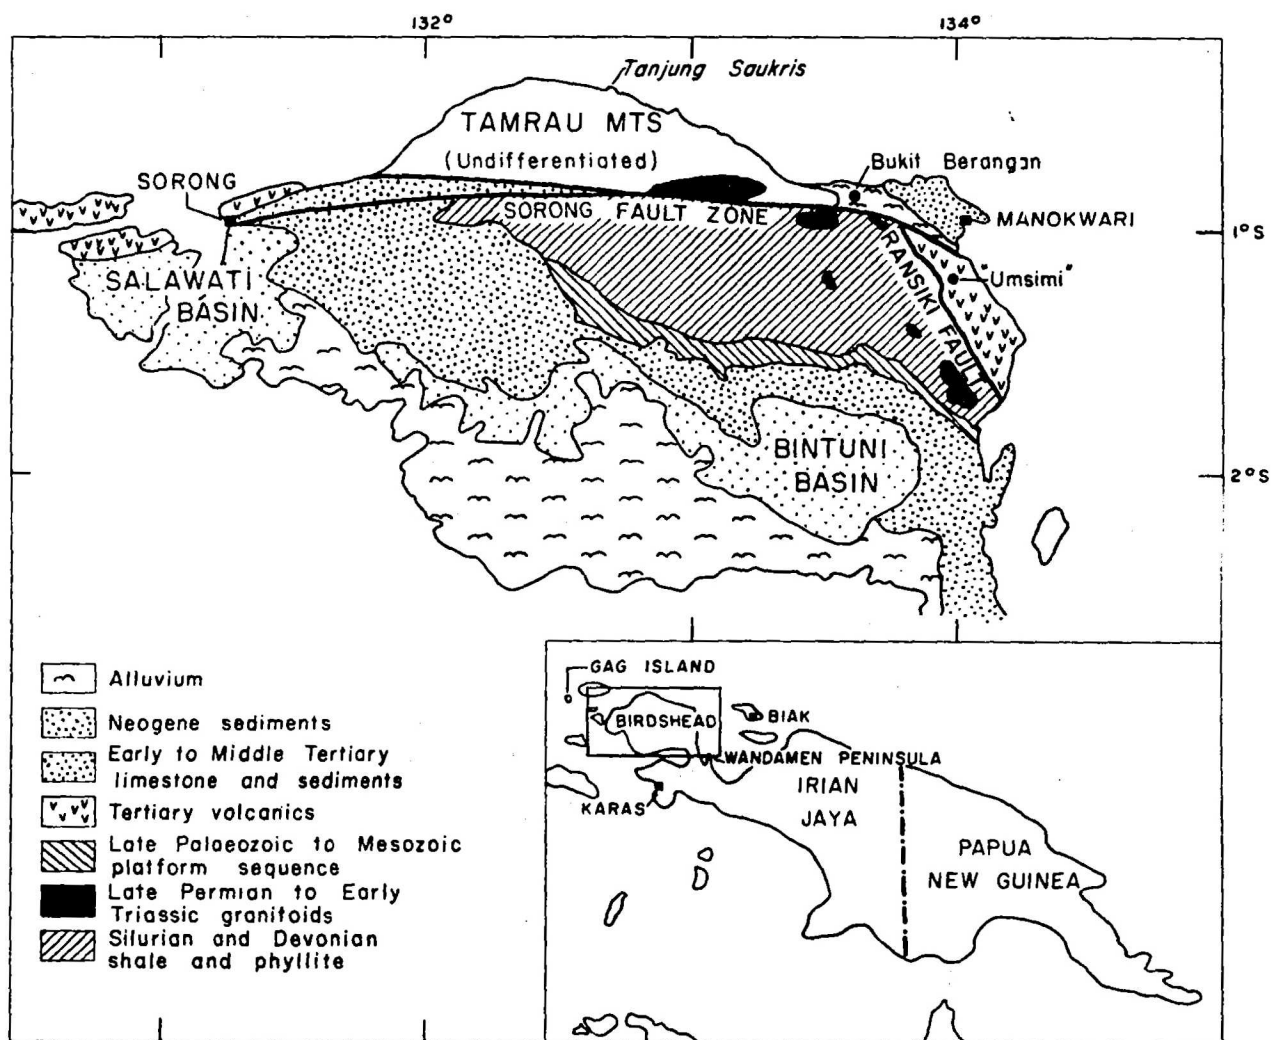 132°
134°
Tanjung Saukris
TAMRAU MTS
(Undifferentiated)
Bukit Berangan
SORONG
SORONG FAULT ZONE
MANOKWARI
1°S
RANSIKI FAULT
"Umsimi"
SALAWATI
BASIN
BINTUNI
BASIN
2°S
Alluvium
Neogene sediments
Early to Middle Tertiary
limestone and sediments
Tertiary volcanics
Late Palaeozoic to Mesozoic
platform sequence
Late Permian to Early
Triassic granitoids
Silurian and Devonian
shale and phyllite
GAG ISLAND
BIRDSHEAD
BIAK
WANDAMEN PENINSULA
KARAS
IRIAN
JAYA
PAPUA
NEW GUINEA